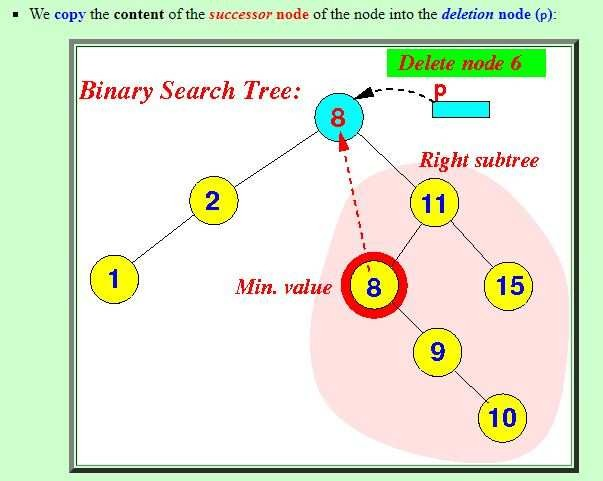 We copy the content of the successor node of the node into the deletion node (p):
Delete node 6
Binary Search Tree:
p
8
Right subtree
2
11
1
Min. value
8
15
9
10